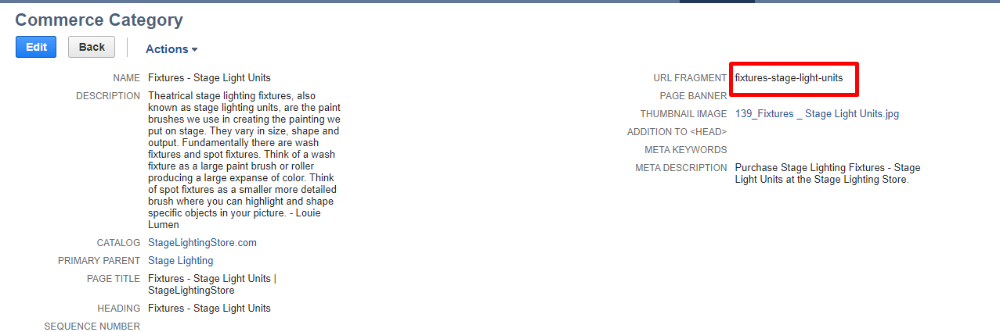 Commerce Category
Edit
Back
Actions
NAME Fixtures - Stage Light Units
DESCRIPTION Theatrical stage lighting fixtures, also
known as stage lighting units, are the paint
brushes we use in creating the painting we
put on stage. They vary in size, shape and
output. Fundamentally there are wash
fixtures and spot fixtures. Think of a wash
fixture as a large paint brush or roller
producing a large expanse of color. Think
of spot fixtures as a smaller more detailed
brush where you can highlight and shape
specific objects in your picture. - Louie
Lumen
CATALOG StageLightingStore.com
PRIMARY PARENT Stage Lighting
PAGE TITLE Fixtures - Stage Light Units |
StageLightingStore
HEADING Fixtures - Stage Light Units
SEQUENCE NUMBER
URL FRAGMENT fixtures-stage-light-units
PAGE BANNER
THUMBNAIL IMAGE 139_Fixtures _ Stage Light Units.jpg
ADDITION TO <HEAD>
META KEYWORDS
META DESCRIPTION Purchase Stage Lighting Fixtures - Stage
Light Units at the Stage Lighting Store.